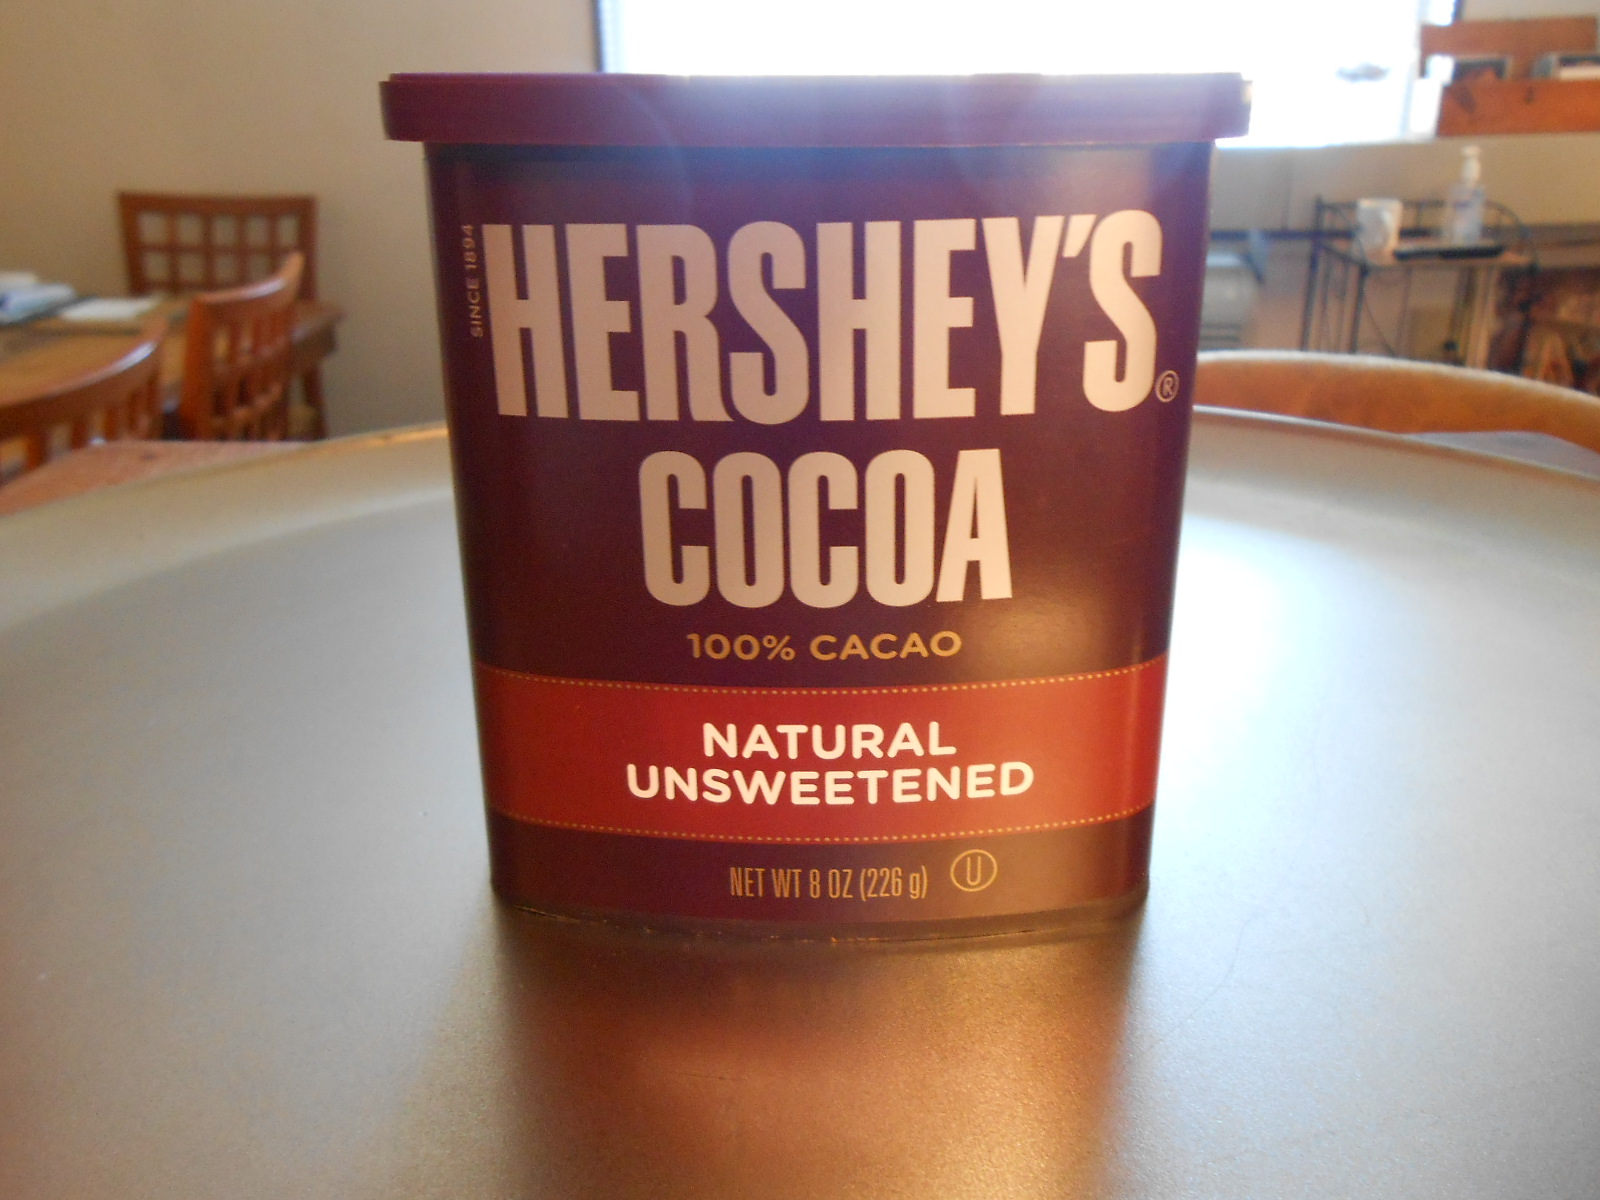 SINCE 1894
HERSHEY'S®
COCOA
100% CACAO
NATURAL
UNSWEETENED
NET WT 8 OZ (226 g) U